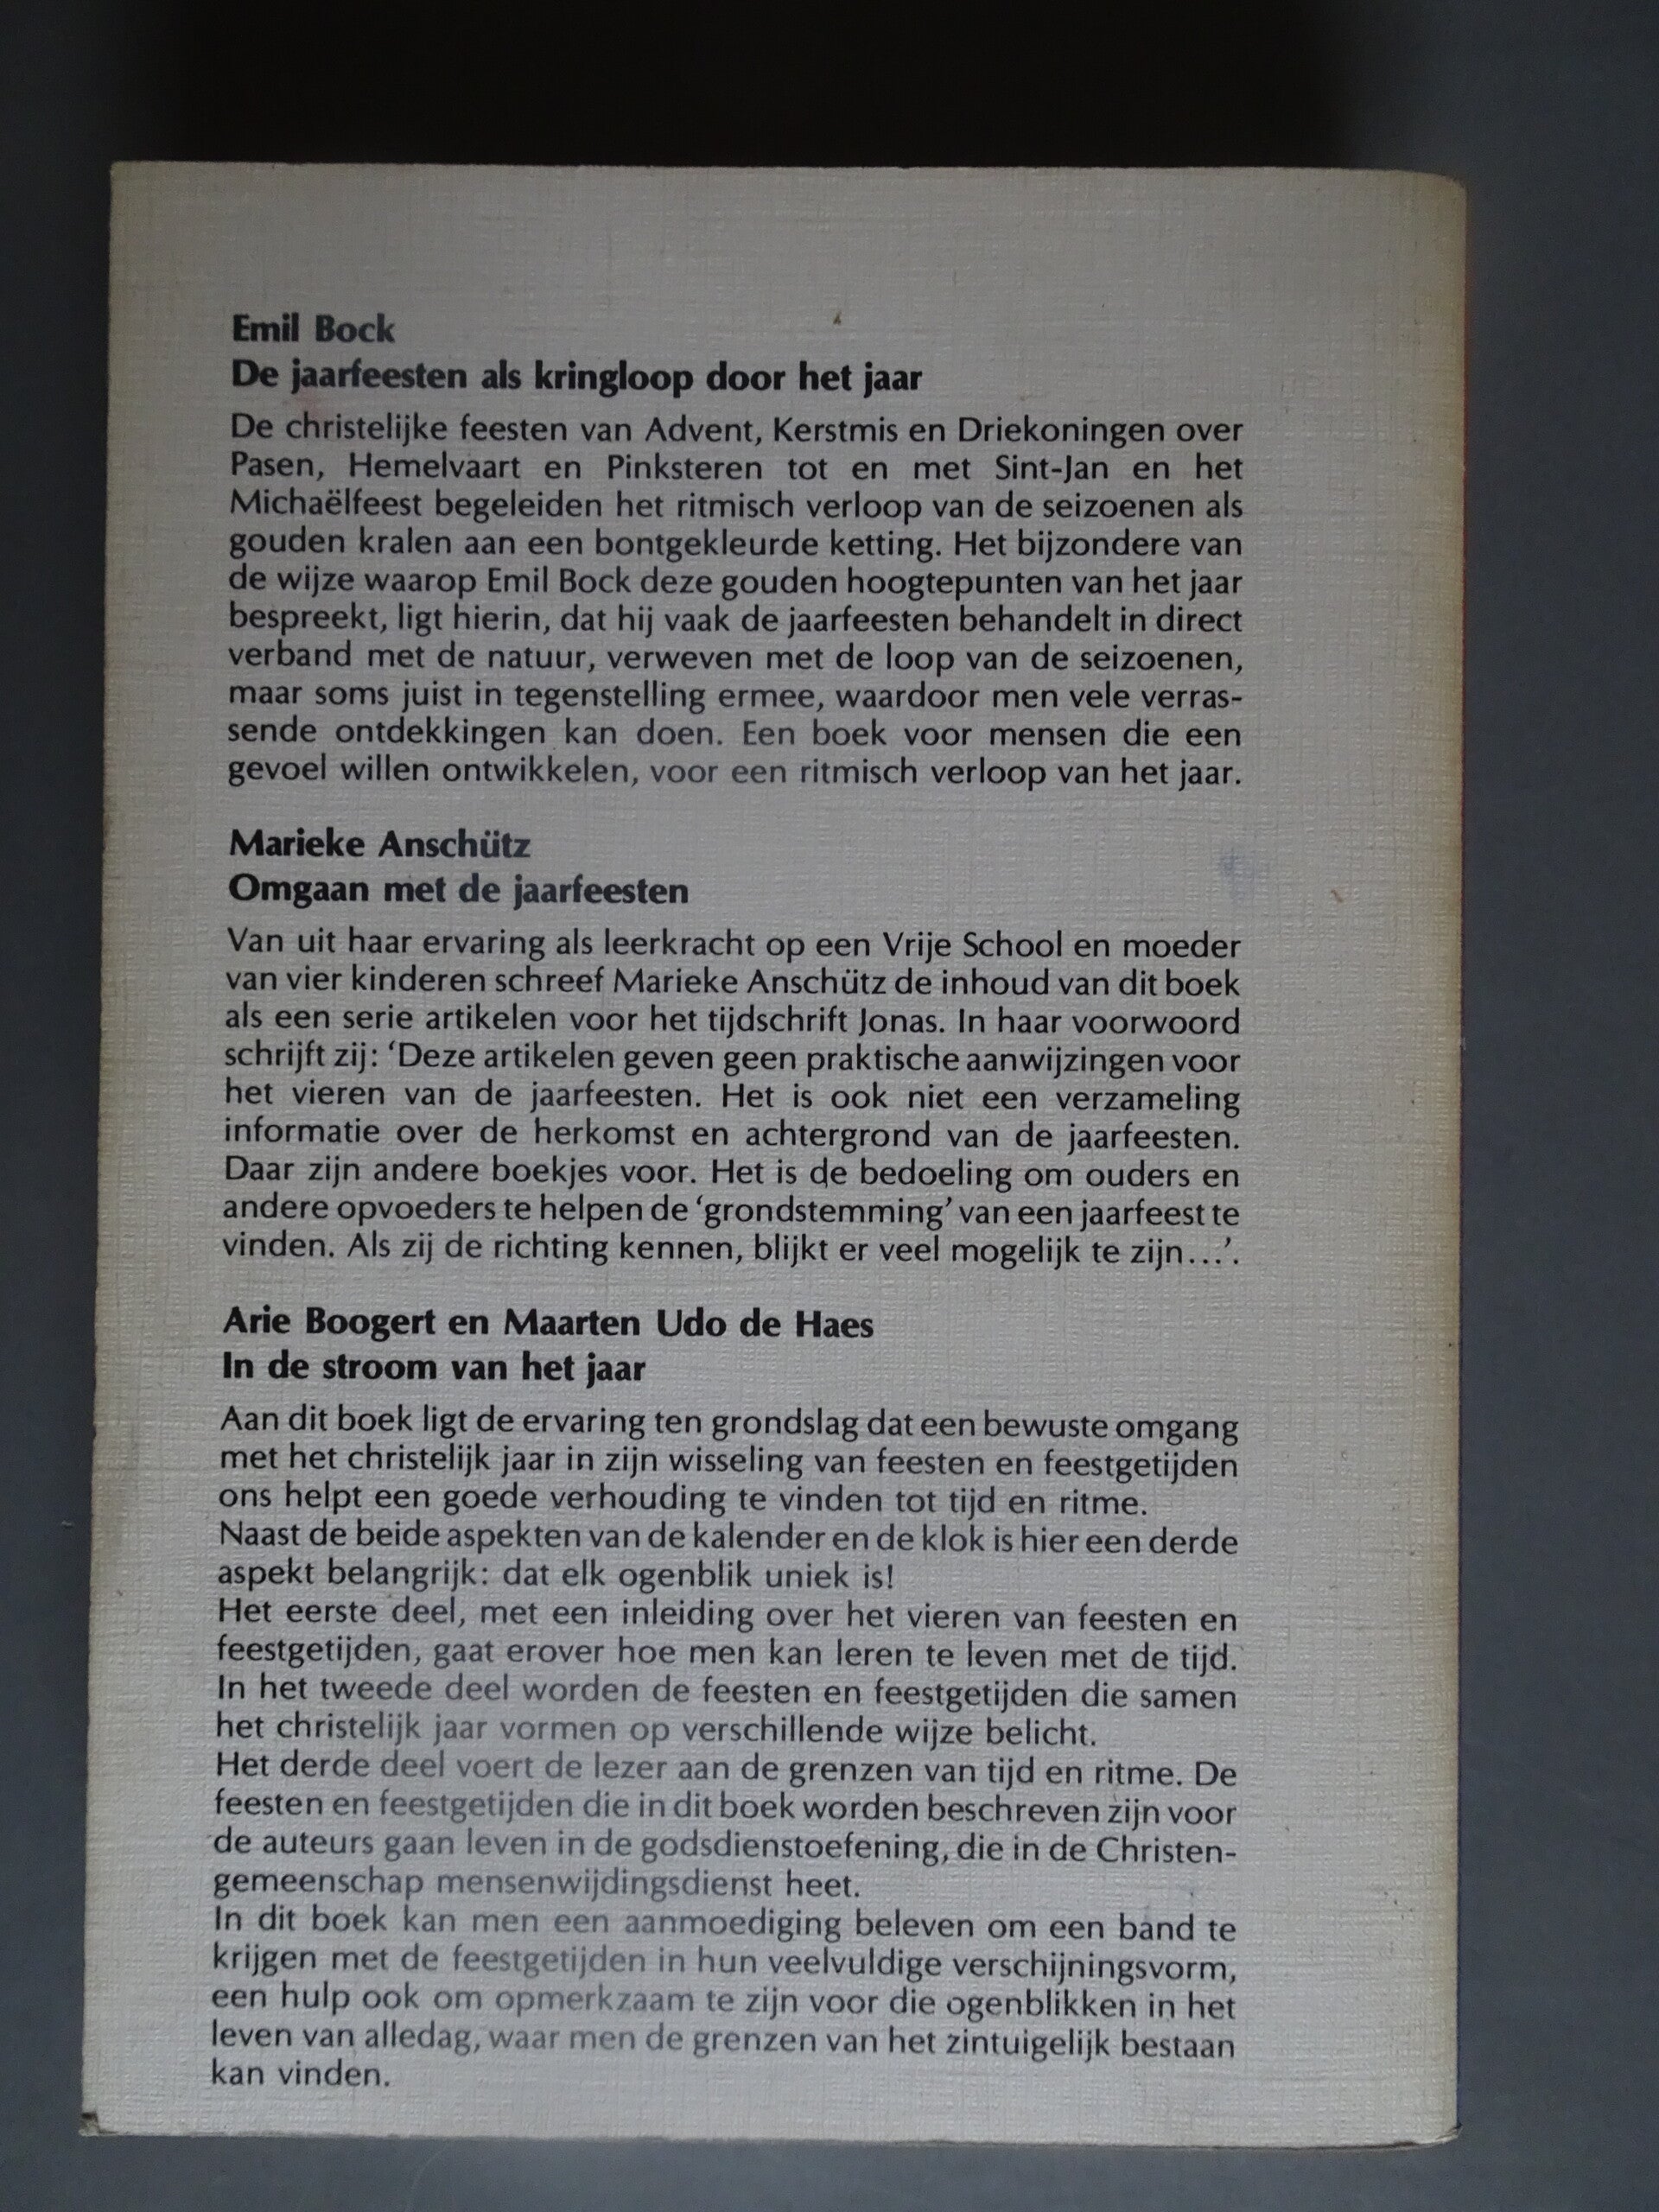 Emil Bock
De jaarfeesten als kringloop door het jaar
De christelijke feesten van Advent, Kerstmis en Driekoningen over
Pasen, Hemelvaart en Pinksteren tot en met Sint-Jan en het
Michaëlfeest begeleiden het ritmisch verloop van de seizoenen als
gouden kralen aan een bontgekleurde ketting. Het bijzondere van
de wijze waarop Emil Bock deze gouden hoogtepunten van het jaar
bespreekt, ligt hierin, dat hij vaak de jaarfeesten behandelt in direct
verband met de natuur, verweven met de loop van de seizoenen,
maar soms juist in tegenstelling ermee, waardoor men vele verras-
sende ontdekkingen kan doen. Een boek voor mensen die een
gevoel willen ontwikkelen, voor een ritmisch verloop van het jaar.
Marieke Anschütz
Omgaan met de jaarfeesten
Van uit haar ervaring als leerkracht op een Vrije School en moeder
van vier kinderen schreef Marieke Anschütz de inhoud van dit boek
als een serie artikelen voor het tijdschrift Jonas. In haar voorwoord
schrijft zij: ‘Deze artikelen geven geen praktische aanwijzingen voor
het vieren van de jaarfeesten. Het is ook niet een verzameling
informatie over de herkomst en achtergrond van de jaarfeesten.
Daar zijn andere boekjes voor. Het is de bedoeling om ouders en
andere opvoeders te helpen de ‘grondstemming’ van een jaarfeest te
vinden. Als zij de richting kennen, blijkt er veel mogelijk te zijn...’.
Arie Boogert en Maarten Udo de Haes
In de stroom van het jaar
Aan dit boek ligt de ervaring ten grondslag dat een bewuste omgang
met het christelijk jaar in zijn wisseling van feesten en feestgetijden
ons helpt een goede verhouding te vinden tot tijd en ritme.
Naast de beide aspekten van de kalender en de klok is hier een derde
aspekt belangrijk: dat elk ogenblik uniek is!
Het eerste deel, met een inleiding over het vieren van feesten en
feestgetijden, gaat erover hoe men kan leren te leven met de tijd.
In het tweede deel worden de feesten en feestgetijden die samen
het christelijk jaar vormen op verschillende wijze belicht.
Het derde deel voert de lezer aan de grenzen van tijd en ritme. De
feesten en feestgetijden die in dit boek worden beschreven zijn voor
de auteurs gaan leven in de godsdienstoefening, die in de Christen-
gemeenschap mensenwijdingsdienst heet.
In dit boek kan men een aanmoediging beleven om een band te
krijgen met de feestgetijden in hun veelvuldige verschijningsvorm,
een hulp ook om opmerkzaam te zijn voor die ogenblikken in het
leven van alledag, waar men de grenzen van het zintuigelijk bestaan
kan vinden.